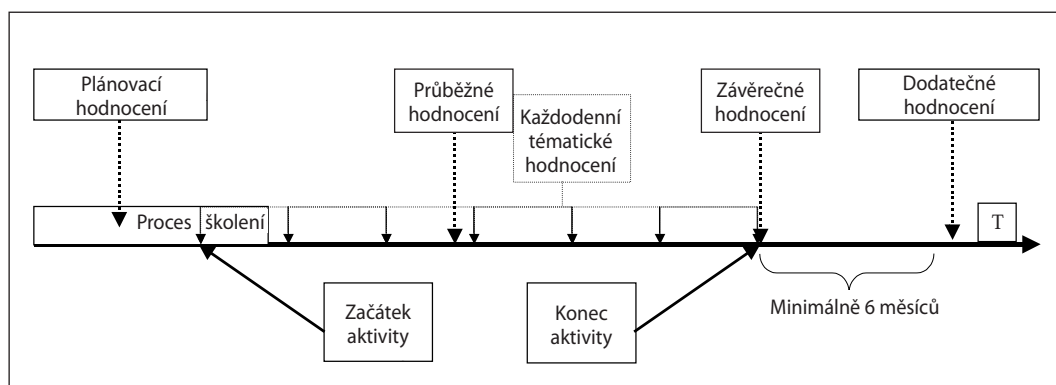 Plánovací
hodnocení
Průběžné
hodnocení
Každodenní
tématické
hodnocení
Závěrečné
hodnocení
Dodatečné
hodnocení
Proces školení
T
Začátek
aktivity
Konec
aktivity
Minimálně 6 měsíců